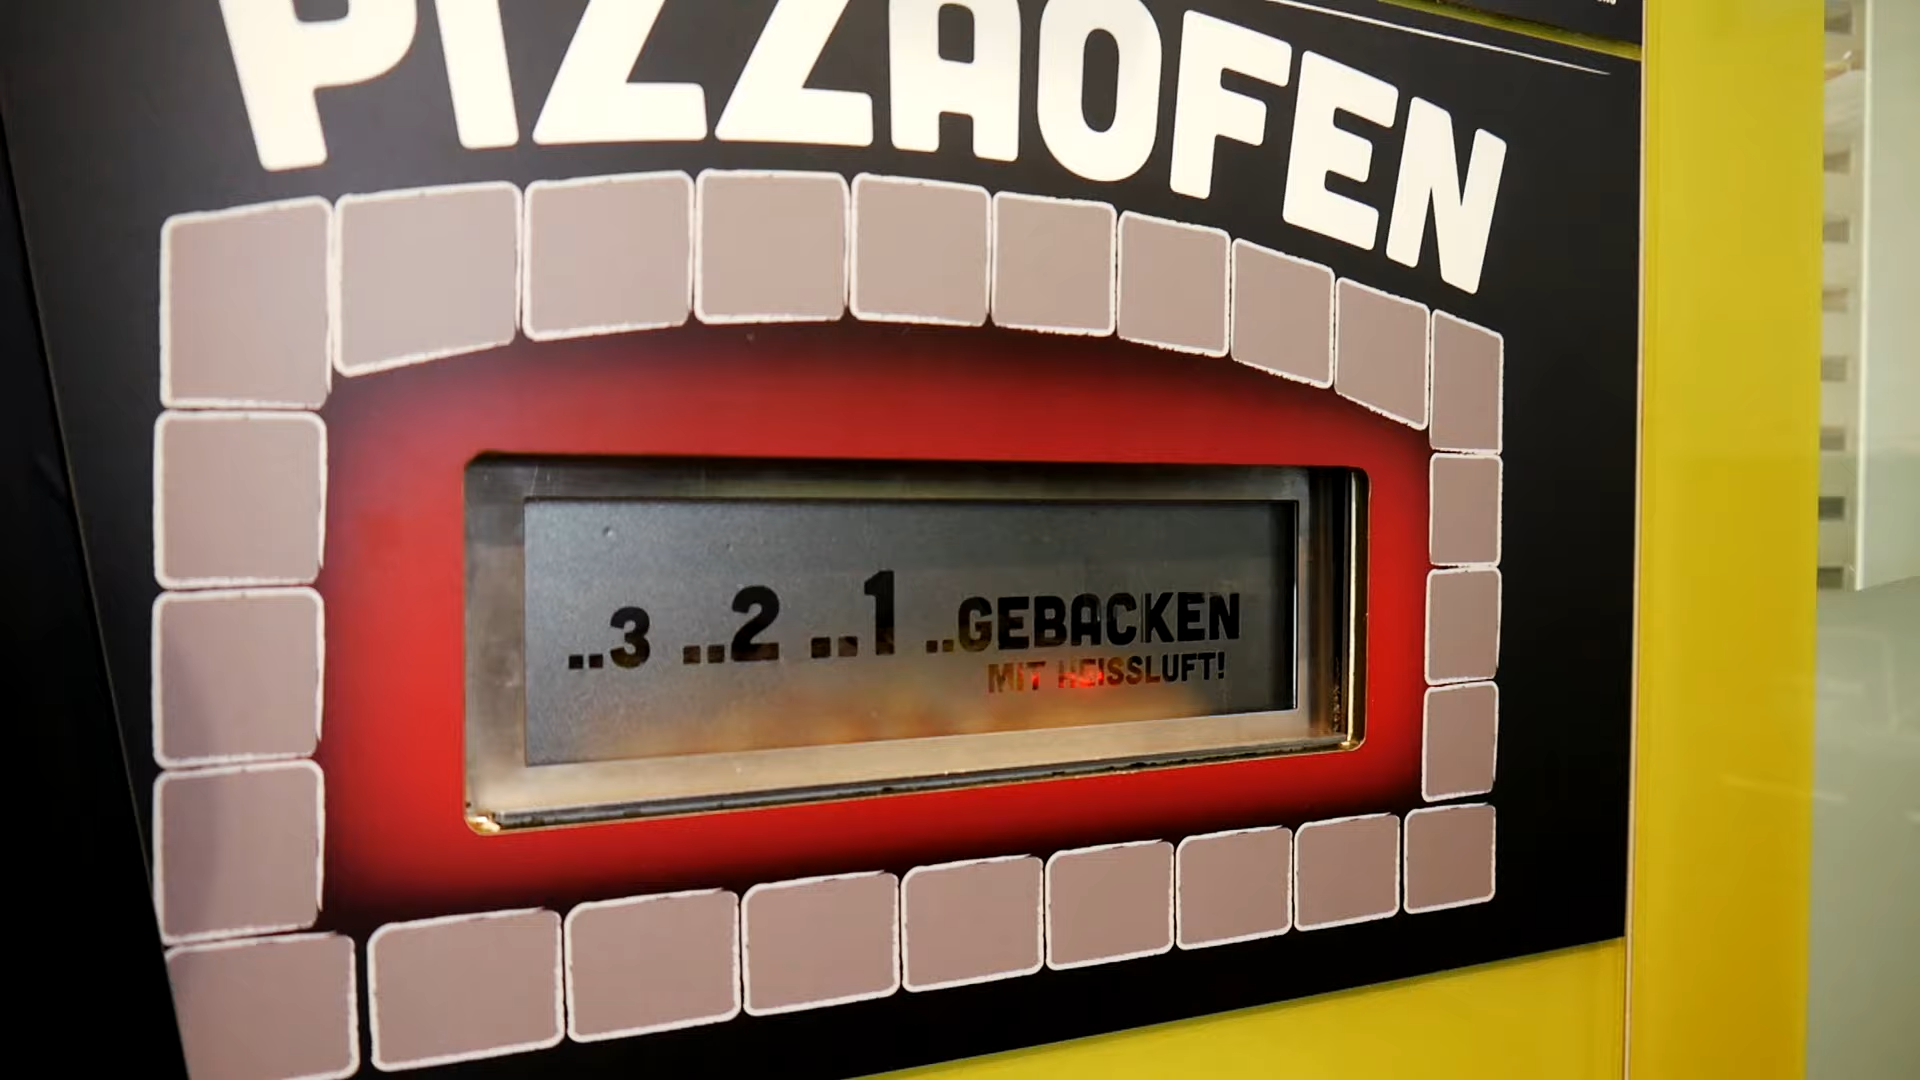 PIZZAOFEN
..3 ..2 ..1 ..GEBACKEN
MIT HEISSLUFT!